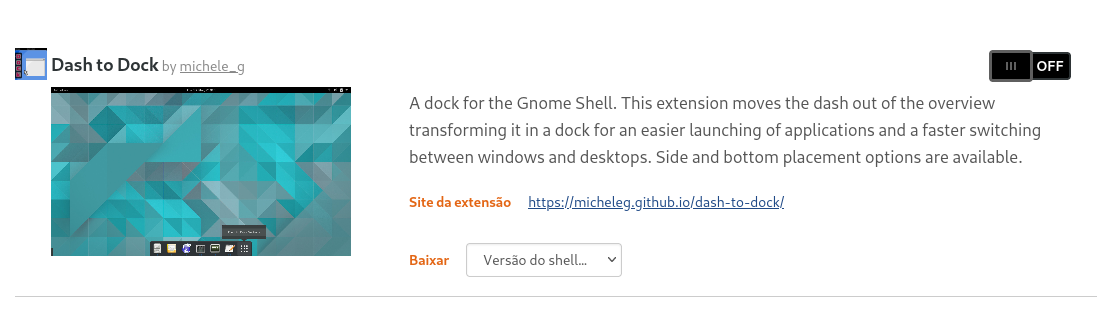 Dash to Dock by michele_g
OFF
A dock for the Gnome Shell. This extension moves the dash out of the overview
transforming it in a dock for an easier launching of applications and a faster switching
between windows and desktops. Side and bottom placement options are available.
Site da extensão https://micheleg.github.io/dash-to-dock/
Baixar Versão do shell...